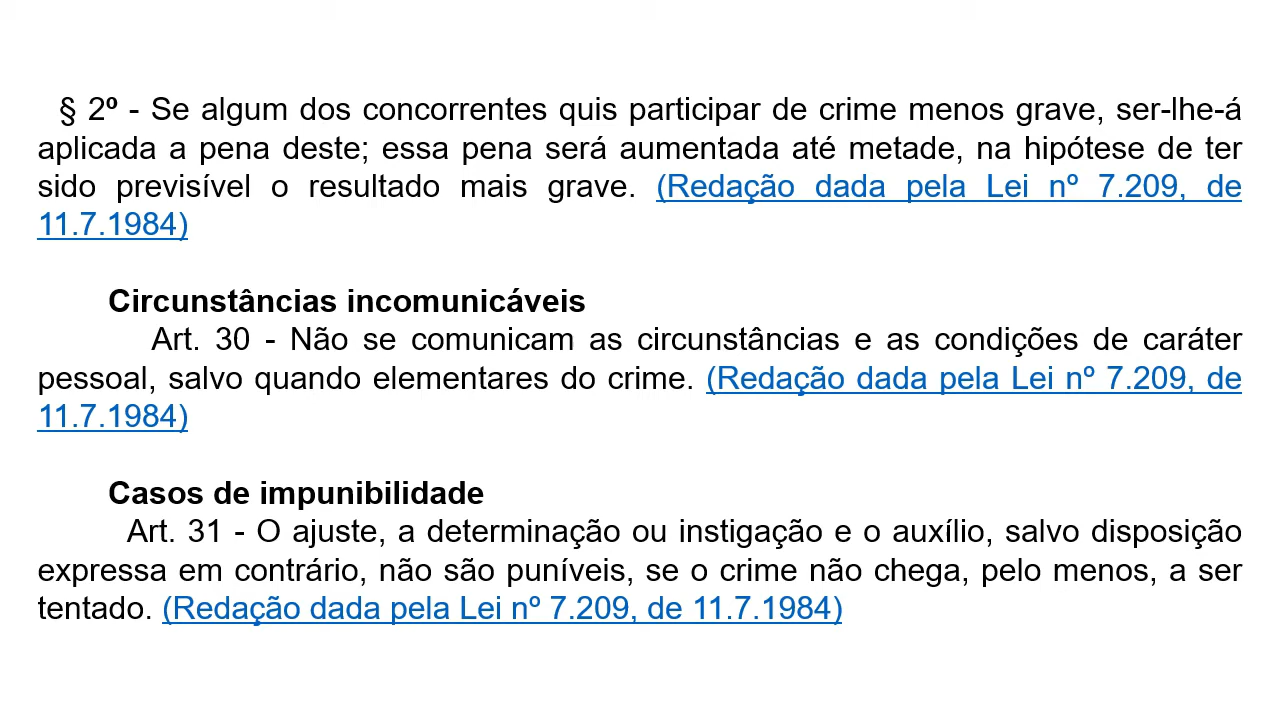 § 2º - Se algum dos concorrentes quis participar de crime menos grave, ser-lhe-á
aplicada a pena deste; essa pena será aumentada até metade, na hipótese de ter
sido previsível o resultado mais grave. (Redação dada pela Lei nº 7.209, de
11.7.1984)
Circunstâncias incomunicáveis
Art. 30 - Não se comunicam as circunstâncias e as condições de caráter
pessoal, salvo quando elementares do crime. (Redação dada pela Lei nº 7.209, de
11.7.1984)
Casos de impunibilidade
Art. 31 - O ajuste, a determinação ou instigação e o auxílio, salvo disposição
expressa em contrário, não são puníveis, se o crime não chega, pelo menos, a ser
tentado. (Redação dada pela Lei nº 7.209, de 11.7.1984)